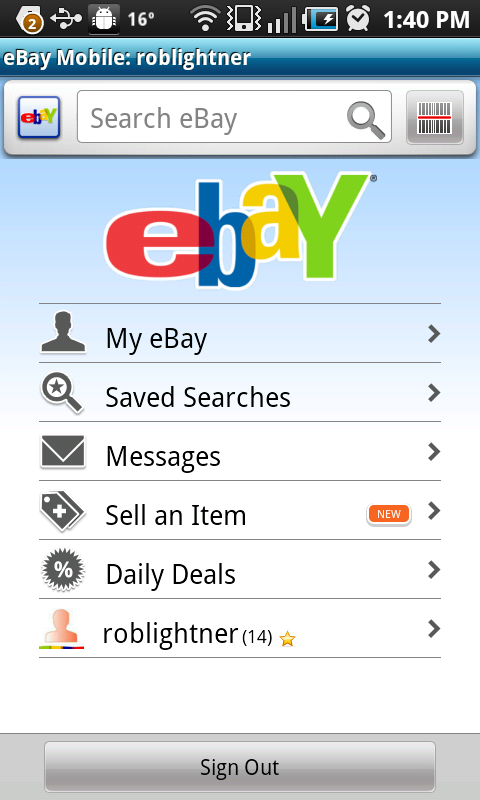 2 16° 1:40 PM
eBay Mobile: roblightner
ebaY Search eBay
ebaY®
My eBay
Saved Searches
Messages
Sell an Item NEW
% Daily Deals
roblightner (14)
Sign Out